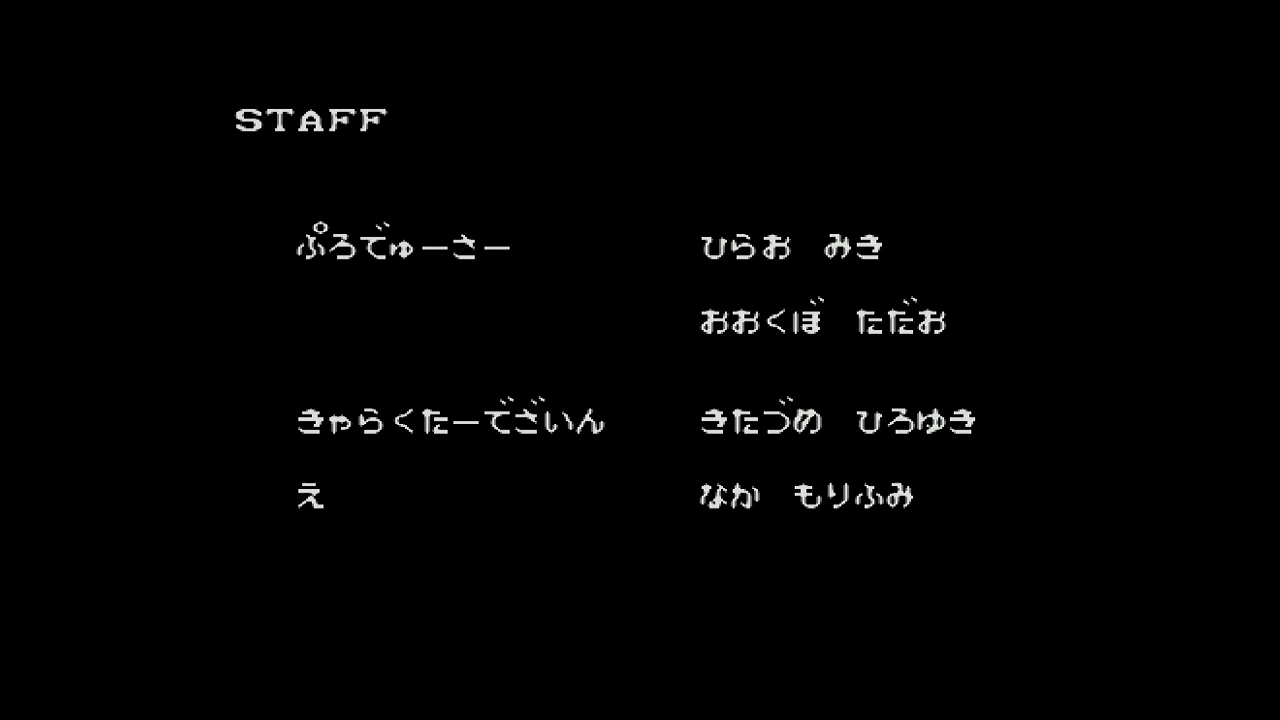 STAFF
ぷろでゅーさー　ひらお　みき
おおくぼ　ただお
きゃらくたーでざいん　きたづめ　ひろゆき
え　なか　もりふみ